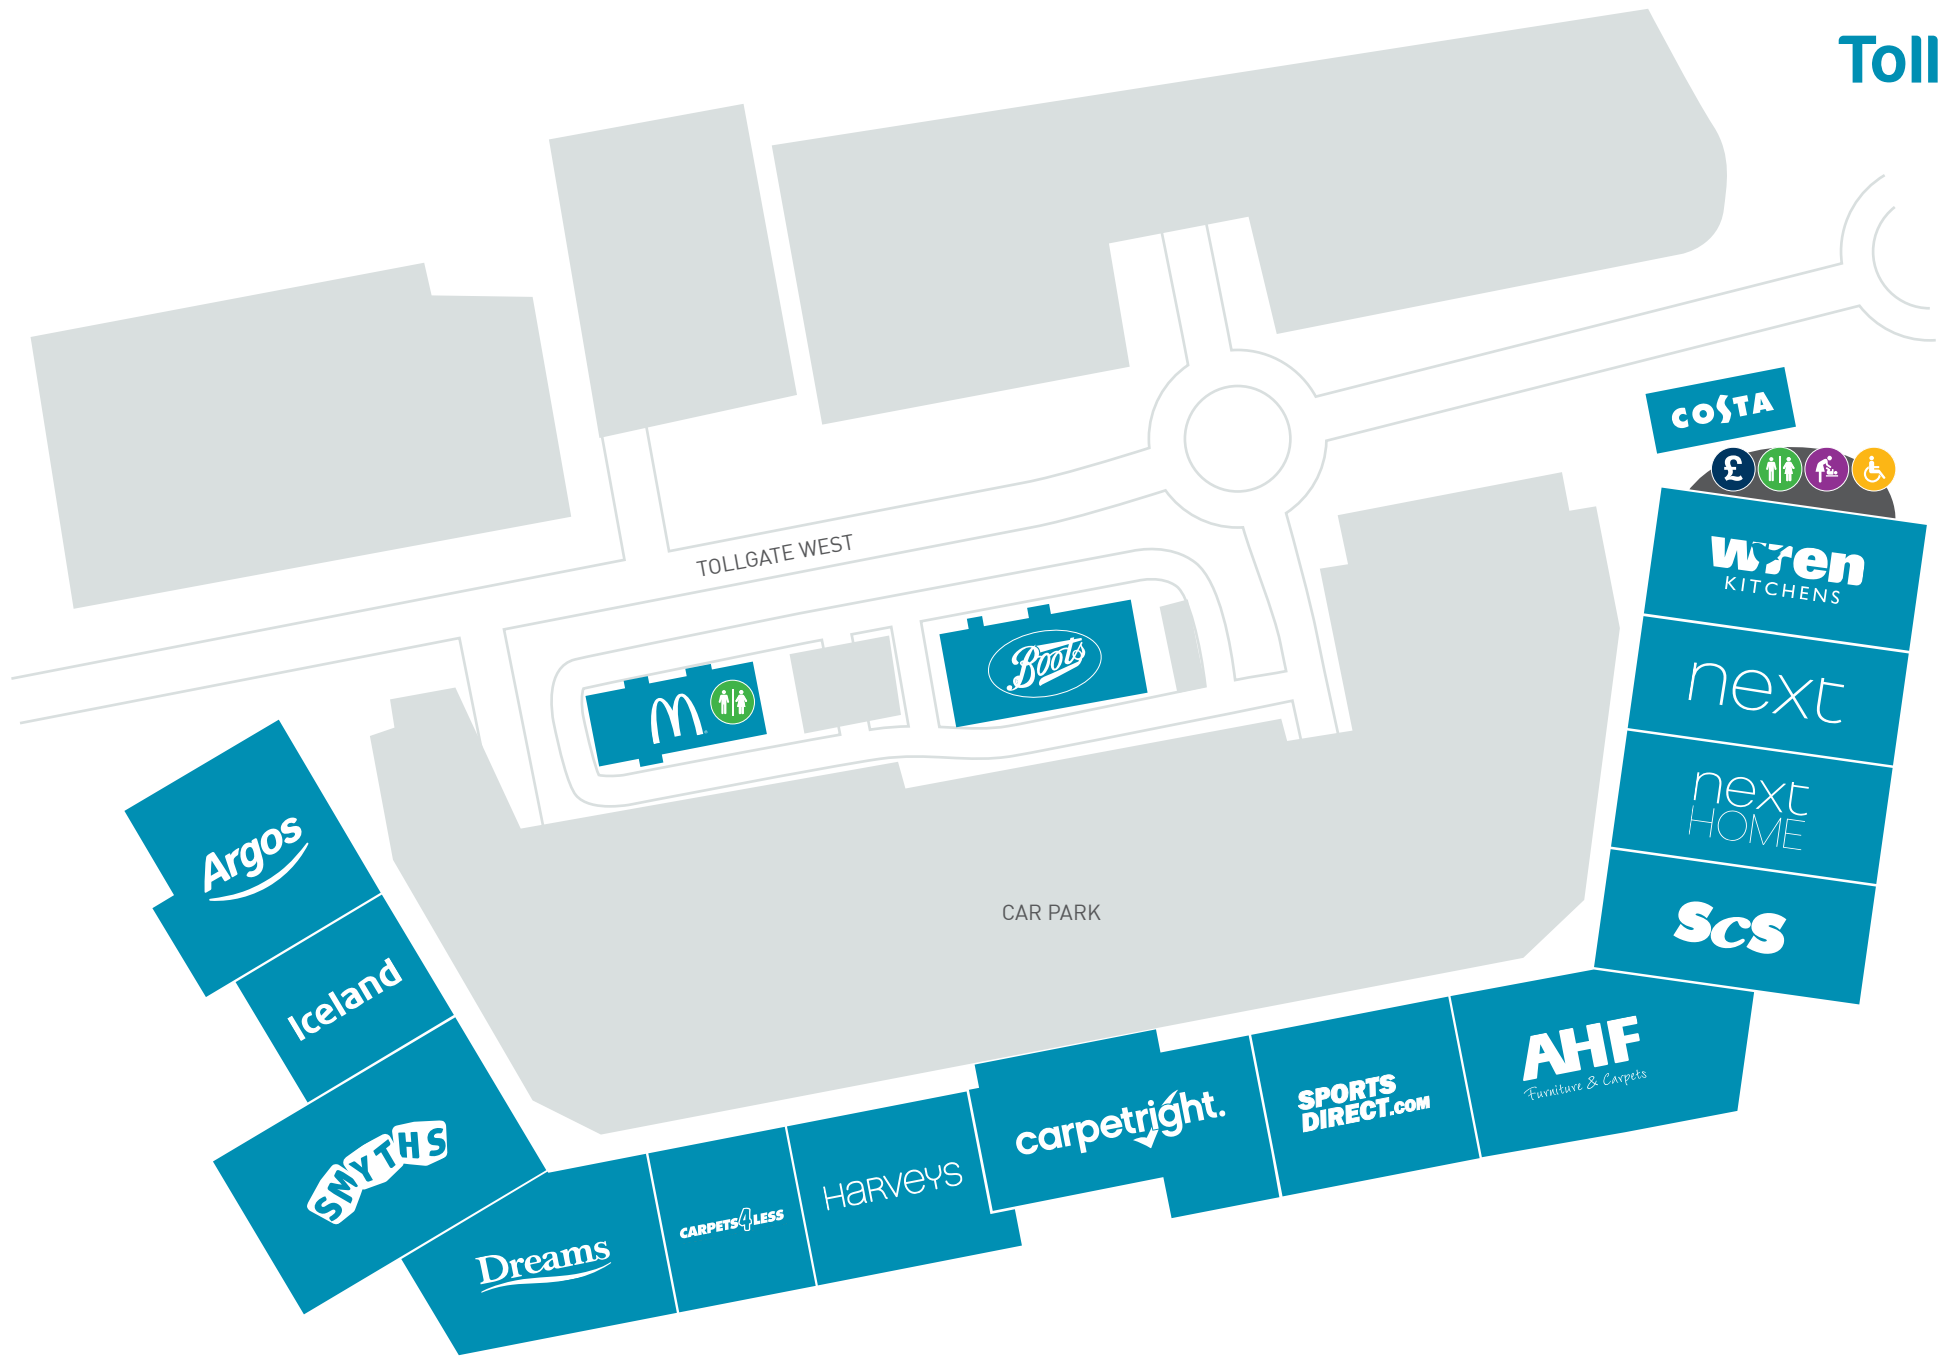 Toll
COSTA
£
wren
KITCHENS
TOLLGATE WEST
Boots
next
M
next
HOME
Argos
CAR PARK
ScS
Iceland
AHF
Furniture & Carpets
SPORTS
DIRECT.COM
carpetright.
SMYTHS
HARVEYS
CARPETS4LESS
Dreams